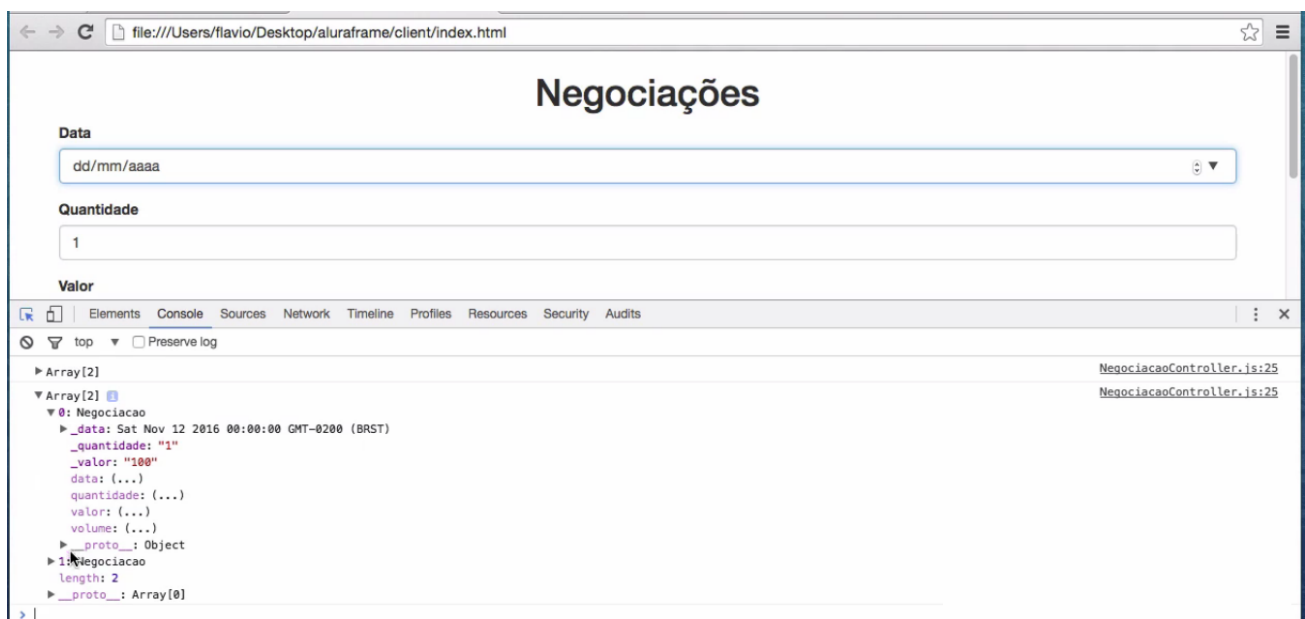 file:///Users/flavio/Desktop/aluraframe/client/index.html
Negociações
Data
dd/mm/aaaa
Quantidade
1
Valor
Elements Console Sources Network Timeline Profiles Resources Security Audits
top Preserve log
Array[2] NegociacaoController.js:25
Array[2] NegociacaoController.js:25
0: Negociacao
_data: Sat Nov 12 2016 00:00:00 GMT-0200 (BRST)
_quantidade: "1"
_valor: "100"
data: (...)
quantidade: (...)
valor: (...)
volume: (...)
__proto__: Object
1: Negociacao
length: 2
__proto__: Array[0]